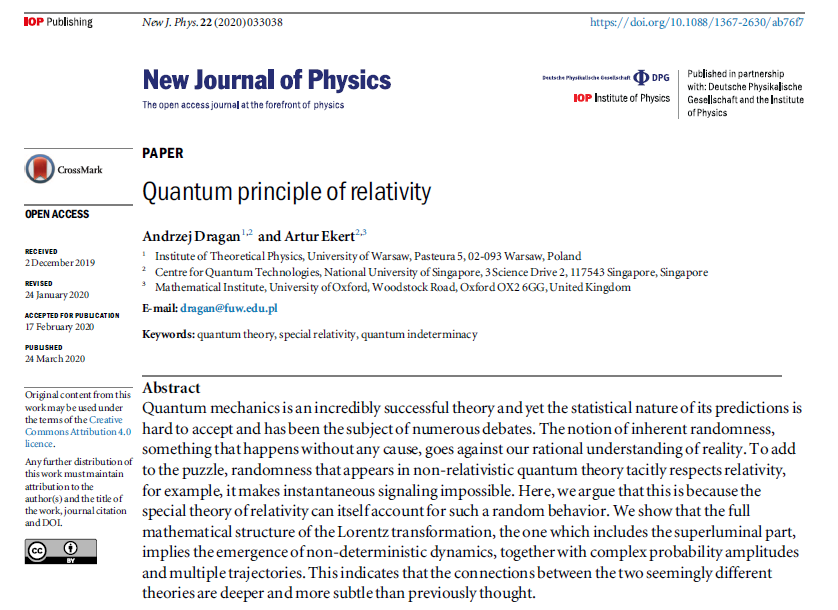 IOP Publishing
New J. Phys. 22 (2020) 033038
https://doi.org/10.1088/1367-2630/ab76f7
New Journal of Physics
The open access journal at the forefront of physics
Deutsche Physikalische Gesellschaft DPG
IOP Institute of Physics
Published in partnership
with: Deutsche Physikalische
Gesellschaft and the Institute
of Physics
CrossMark
OPEN ACCESS
RECEIVED
2 December 2019
REVISED
24 January 2020
ACCEPTED FOR PUBLICATION
17 February 2020
PUBLISHED
24 March 2020
Original content from this
work may be used under
the terms of the Creative
Commons Attribution 4.0
licence.
Any further distribution of
this work must maintain
attribution to the
author(s) and the title of
the work, journal citation
and DOI.
cc
BY
PAPER
Quantum principle of relativity
Andrzej Dragan1,2 and Artur Ekert2,3
1 Institute of Theoretical Physics, University of Warsaw, Pasteura 5, 02-093 Warsaw, Poland
2 Centre for Quantum Technologies, National University of Singapore, 3 Science Drive 2, 117543 Singapore, Singapore
3 Mathematical Institute, University of Oxford, Woodstock Road, Oxford OX2 6GG, United Kingdom
E-mail: dragan@fuw.edu.pl
Keywords: quantum theory, special relativity, quantum indeterminacy
Abstract
Quantum mechanics is an incredibly successful theory and yet the statistical nature of its predictions is
hard to accept and has been the subject of numerous debates. The notion of inherent randomness,
something that happens without any cause, goes against our rational understanding of reality. To add
to the puzzle, randomness that appears in non-relativistic quantum theory tacitly respects relativity,
for example, it makes instantaneous signaling impossible. Here, we argue that this is because the
special theory of relativity can itself account for such a random behavior. We show that the full
mathematical structure of the Lorentz transformation, the one which includes the superluminal part,
implies the emergence of non-deterministic dynamics, together with complex probability amplitudes
and multiple trajectories. This indicates that the connections between the two seemingly different
theories are deeper and more subtle than previously thought.